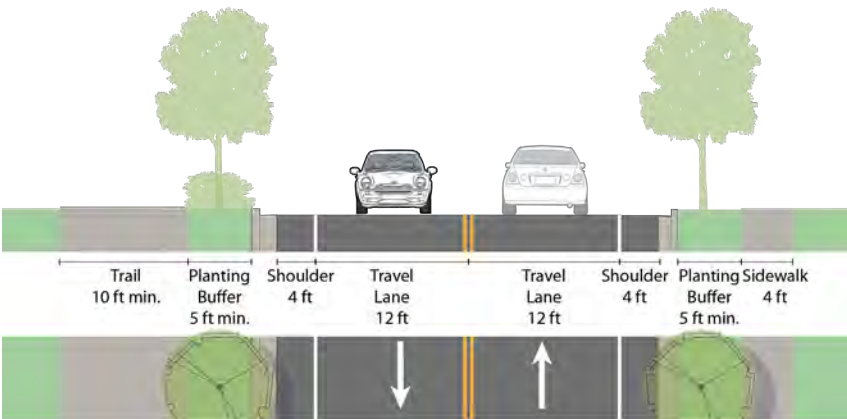 Trail
10 ft min.
Planting
Buffer
5 ft min.
Shoulder
4 ft
Travel
Lane
12 ft
Travel
Lane
12 ft
Shoulder
4 ft
Planting
Buffer
5 ft min.
Sidewalk
4 ft